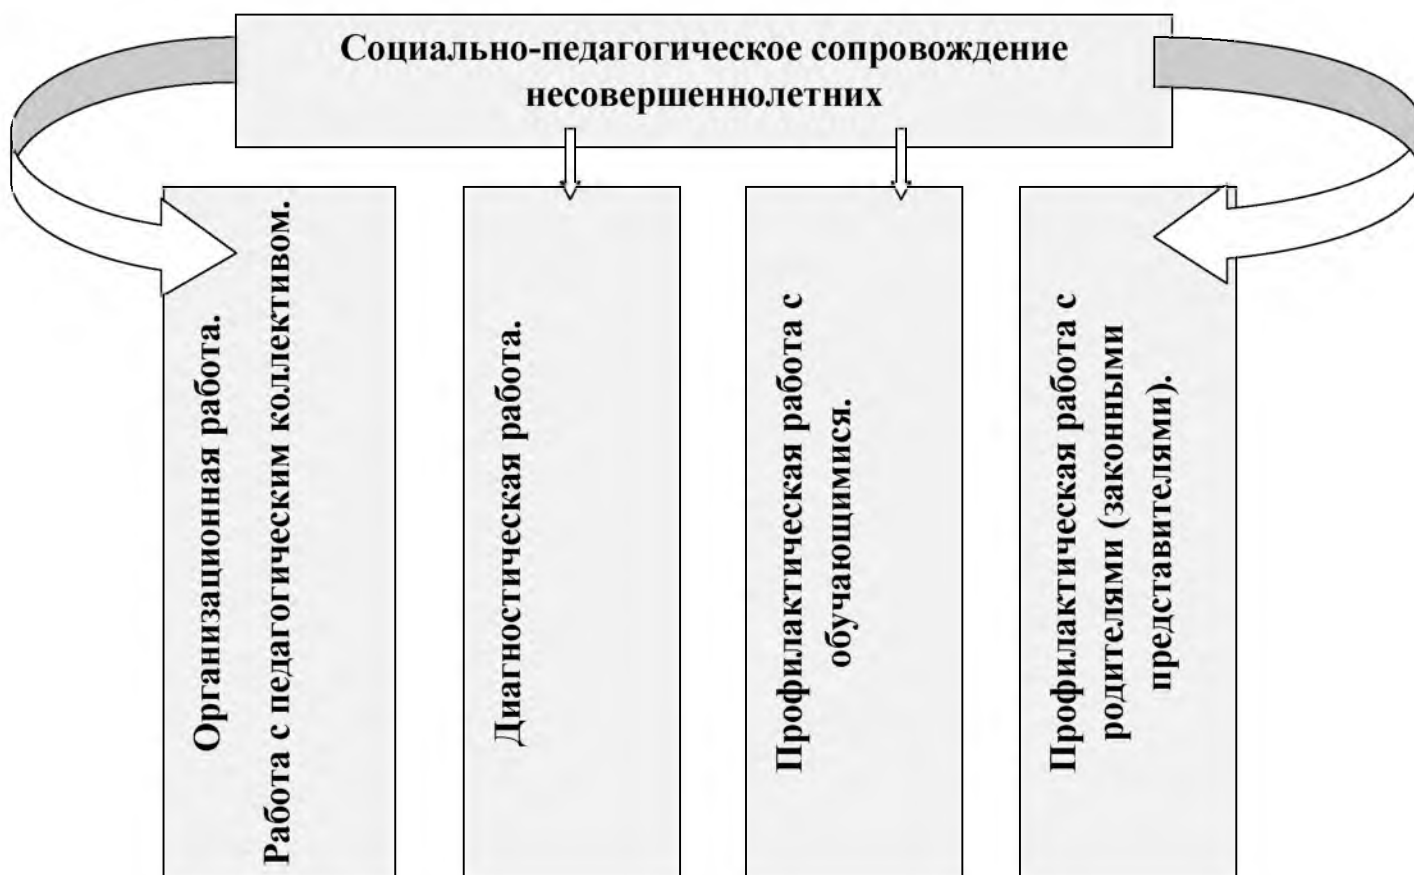 Социально-педагогическое сопровождение
несовершеннолетних
Организационная работа.
Работа с педагогическим коллективом.
Диагностическая работа.
Профилактическая работа с
обучающимися.
Профилактическая работа с
родителями (законными
представителями).